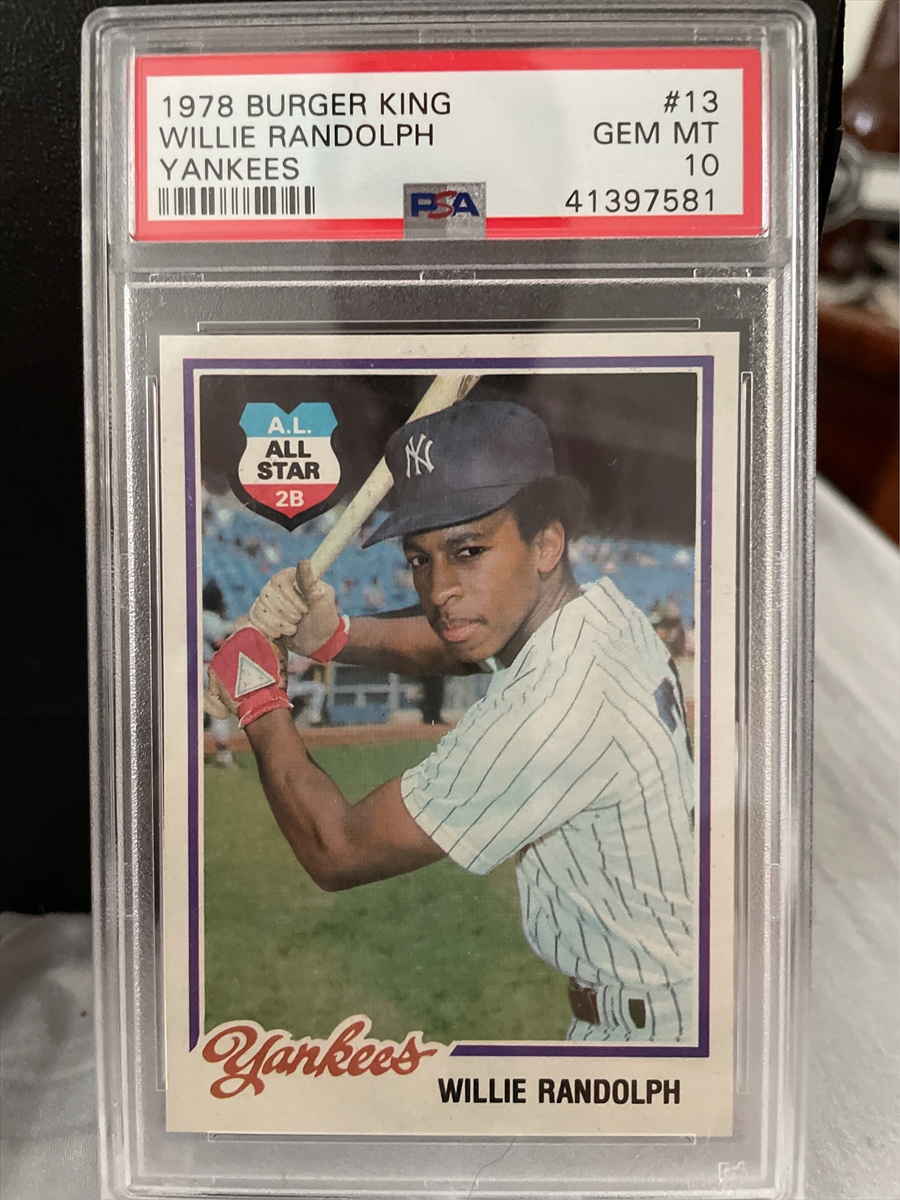 1978 BURGER KING #13
WILLIE RANDOLPH GEM MT
YANKEES 10
PSA 41397581
A.L.
ALL
STAR
2B
NY
Yankees
WILLIE RANDOLPH